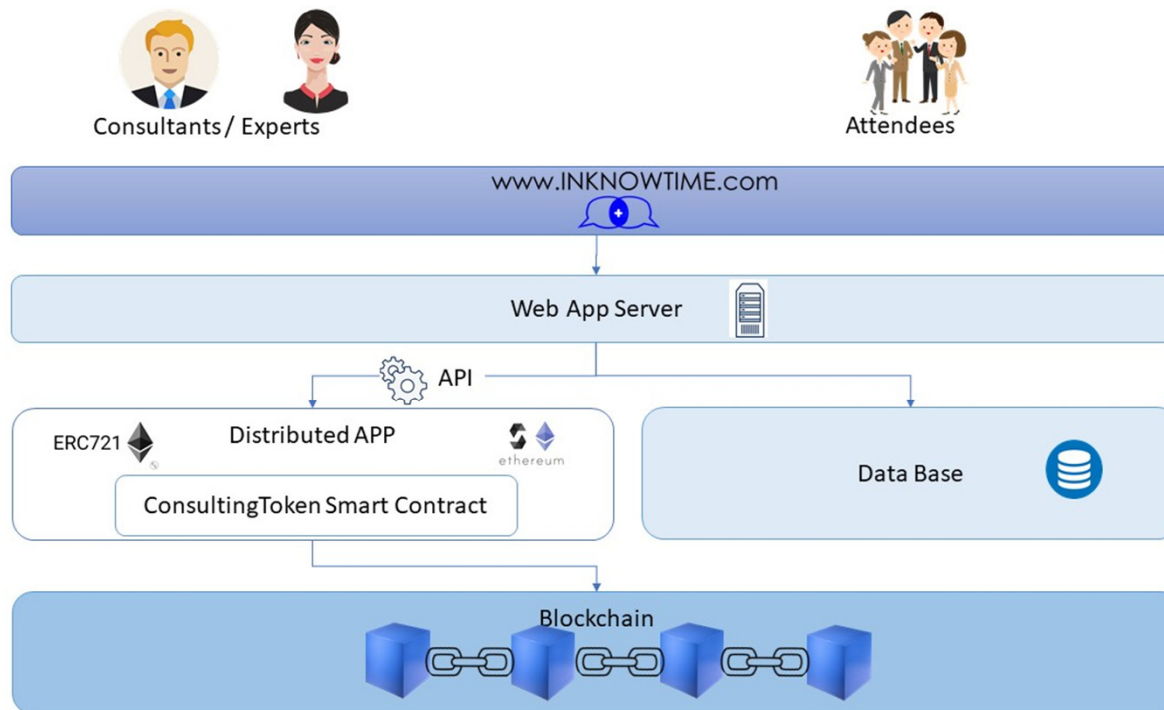 Consultants / Experts
Attendees
www.INKNOWTIME.com
Web App Server
API
ERC721
Distributed APP
ethereum
ConsultingToken Smart Contract
Data Base
Blockchain